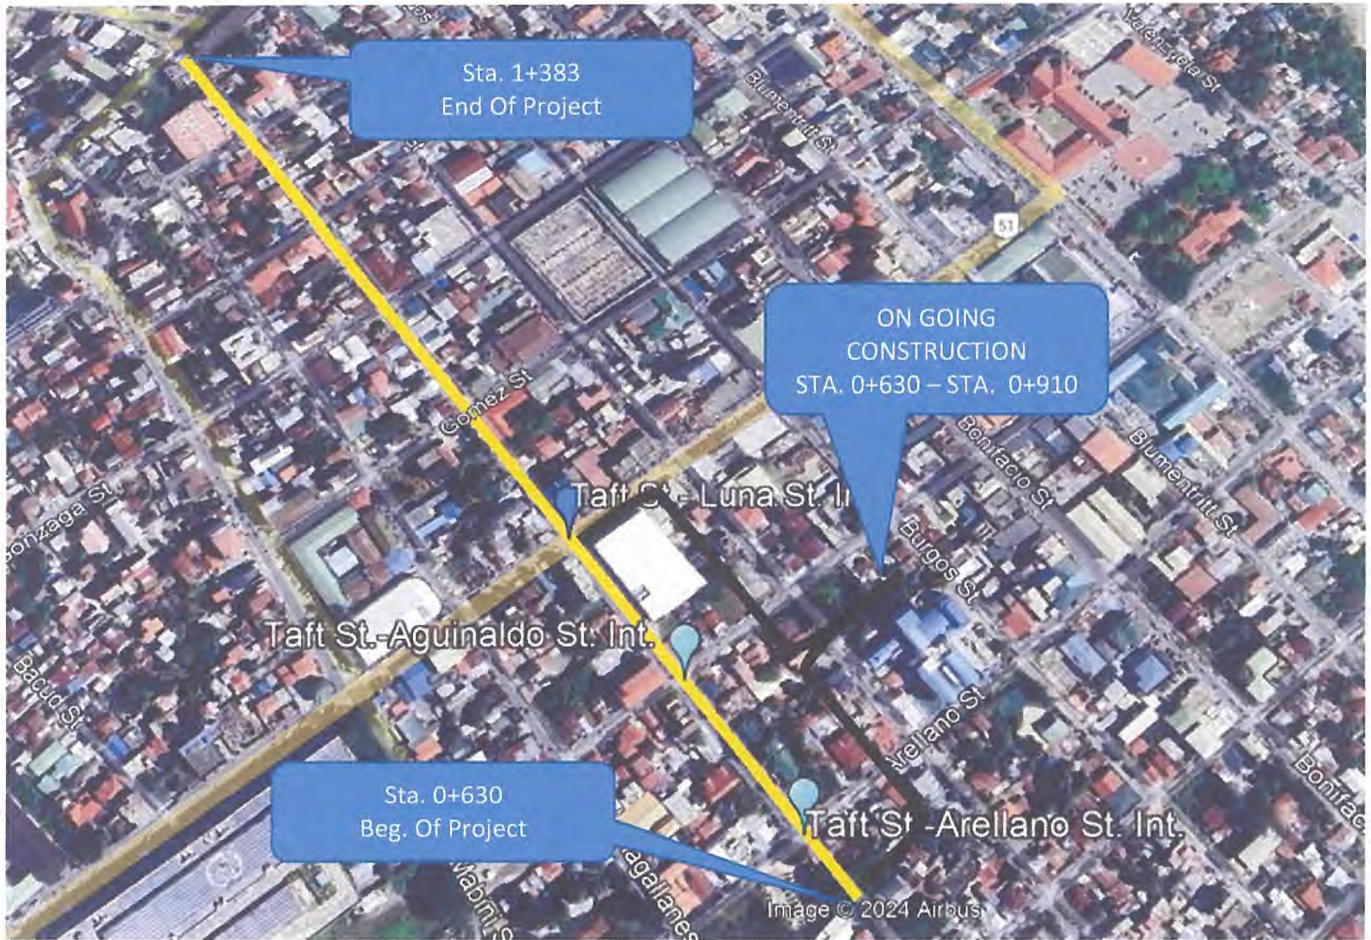 Sta. 1+383
End Of Project
Valenzuela St
Blumentritt St
51
ON GOING
CONSTRUCTION
STA. 0+630 – STA. 0+910
Gomez St
Bonifacio St
Blumentritt St
Taft St.- Luna St. I
onzaga St
Burgos St
Taft St.-Aguinaldo St. Int.
Bacud St
Arellano St
Sta. 0+630
Beg. Of Project
Bonifac
Taft St.-Arellano St. Int.
Mabini S
agallanes
Image © 2024 Airbus